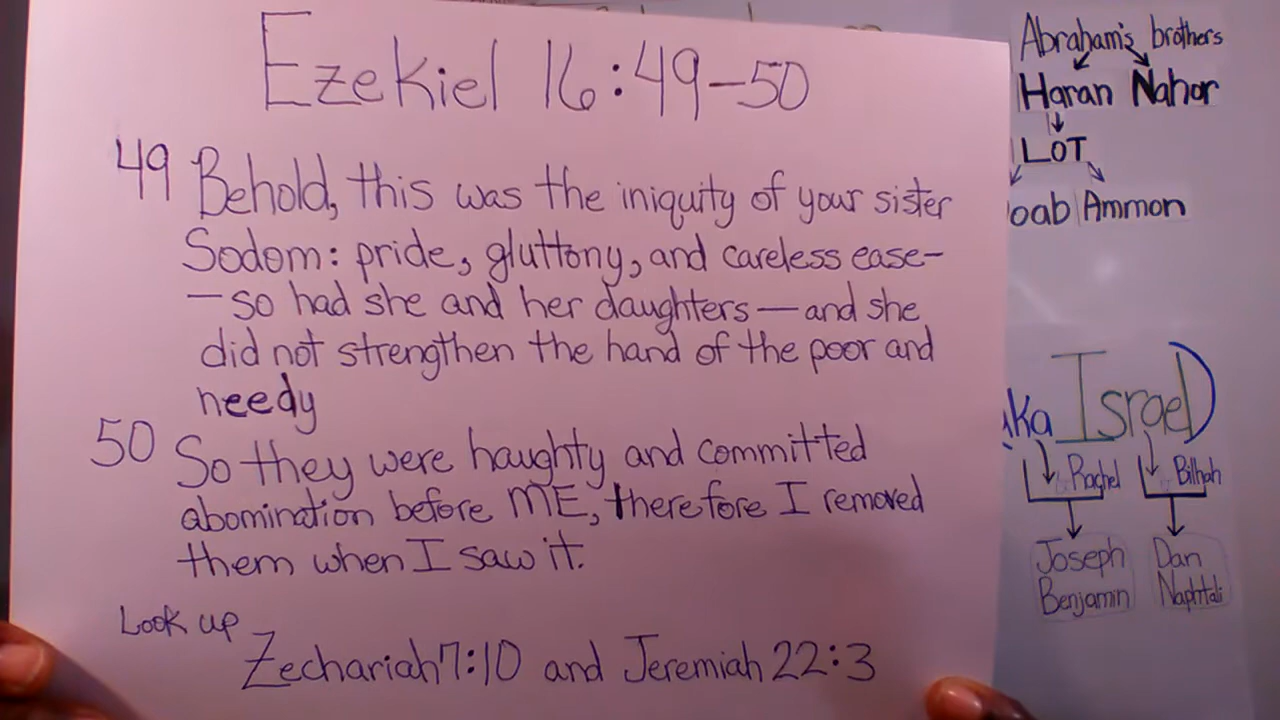 Ezekiel 16:49-50
49 Behold, this was the iniquity of your sister
Sodom: pride, gluttony, and careless ease-
-so had she and her daughters—and she
did not strengthen the hand of the poor and
needy
50 So they were haughty and committed
abomination before ME, therefore I removed
them when I saw it.
Look up
Zechariah 7:10 and Jeremiah 22:3
Abraham's brothers
Haran Nahor
LOT
oab Ammon
aka Israel)
Rachel Bilhah
Joseph Dan
Benjamin Naphtali